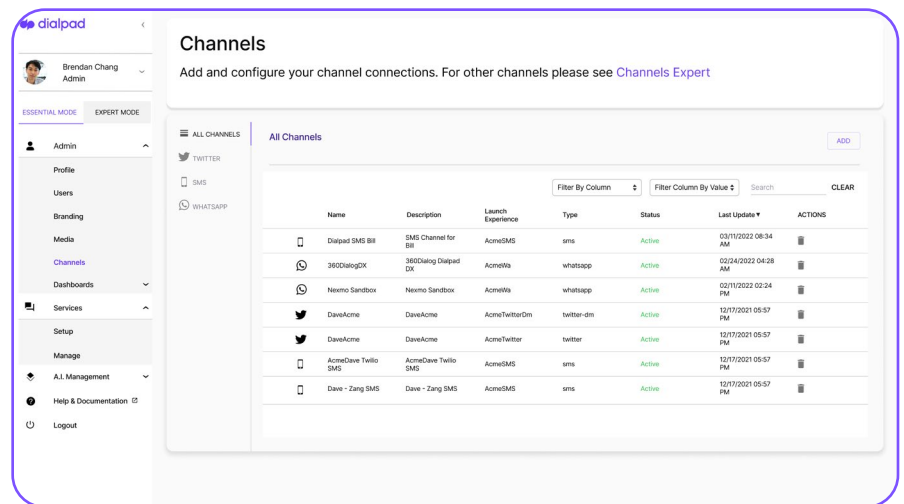 dialpad
Brendan Chang
Admin
ESSENTIAL MODE
EXPERT MODE
Admin
Profile
Users
Branding
Media
Channels
Dashboards
Services
Setup
Manage
A.I. Management
Help & Documentation
Logout
Channels
Add and configure your channel connections. For other channels please see Channels Expert
ALL CHANNELS
TWITTER
SMS
WHATSAPP
All Channels
ADD
Filter By Column
Filter Column By Value
Search
CLEAR
Name Description Launch Experience Type Status Last Update ▼ ACTIONS
Dialpad SMS Bill SMS Channel for Bill AcmeSMS sms Active 03/11/2022 08:34 AM
360DialogDX 360Dialog Dialpad DX AcmeWa whatsapp Active 02/24/2022 04:28 AM
Nexmo Sandbox Nexmo Sandbox AcmeWa whatsapp Active 02/11/2022 02:24 PM
DaveAcme DaveAcme AcmeTwitterDm twitter-dm Active 12/17/2021 05:57 PM
DaveAcme DaveAcme AcmeTwitter twitter Active 12/17/2021 05:57 PM
AcmeDave Twilio SMS AcmeDave Twilio SMS AcmeSMS sms Active 12/17/2021 05:57 PM
Dave - Zang SMS Dave - Zang SMS AcmeSMS sms Active 12/17/2021 05:57 PM